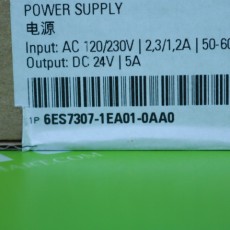 POWER SUPPLY
电源
Input: AC 120/230V | 2,3/1,2A | 50-60
Output: DC 24V | 5A
1P 6ES7307-1EA01-0AA0